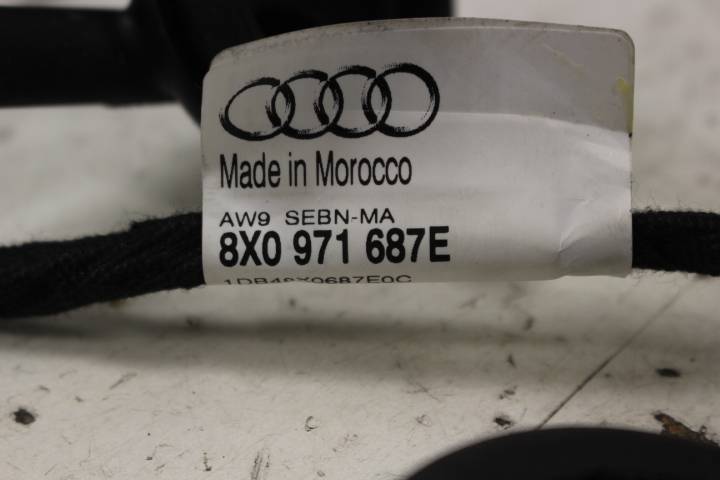 Made in Morocco
AW9 SEBN-MA
8X0 971 687E